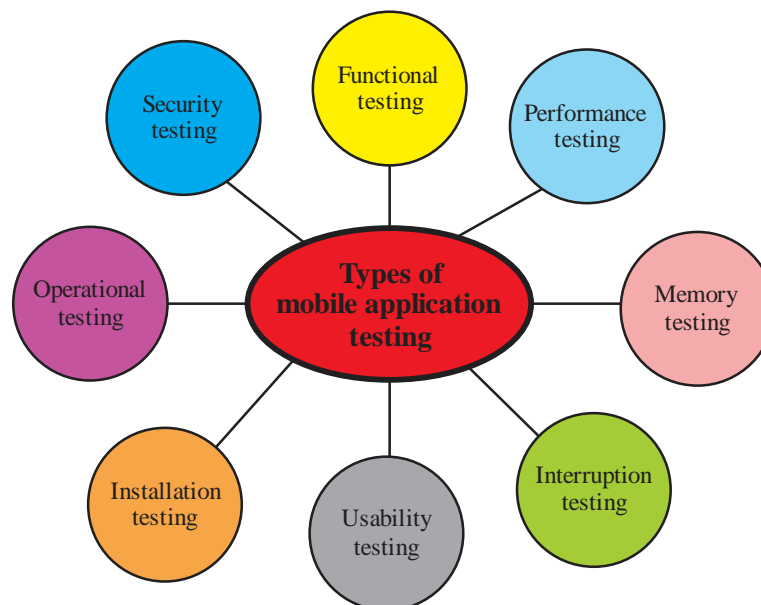 Functional
testing
Security
testing
Performance
testing
Operational
testing
Types of
mobile application
testing
Memory
testing
Installation
testing
Usability
testing
Interruption
testing